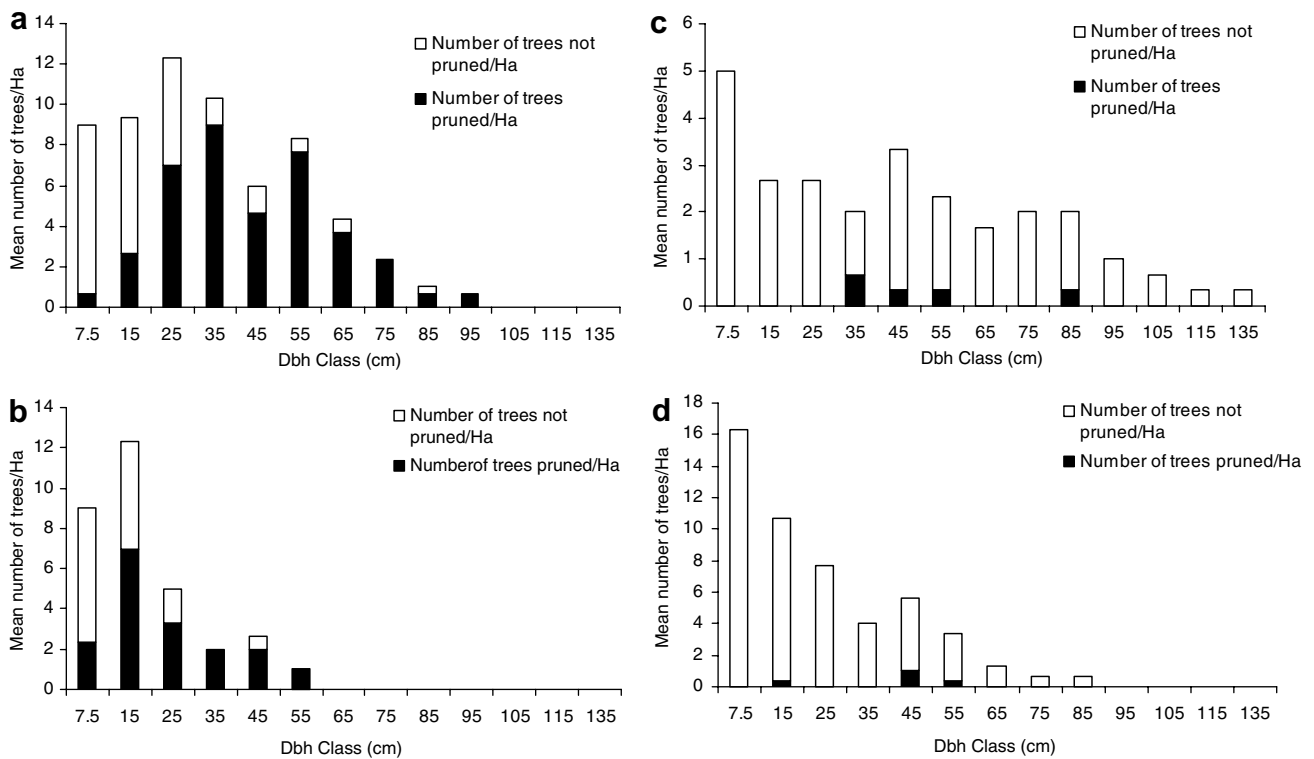 a
14
12
10
8
6
4
2
0
Mean number of trees/Ha
Number of trees not
pruned/Ha
Number of trees
pruned/Ha
7.5 15 25 35 45 55 65 75 85 95 105 115 135
Dbh Class (cm)
b
14
12
10
8
6
4
2
0
Mean number of trees/Ha
Number of trees not
pruned/Ha
Numberof trees pruned/Ha
7.5 15 25 35 45 55 65 75 85 95 105 115 135
Dbh Class (cm)
c
6
5
4
3
2
1
0
Mean number of trees/Ha
Number of trees not
pruned/Ha
Number of trees
pruned/Ha
7.5 15 25 35 45 55 65 75 85 95 105 115 135
Dbh Class (cm)
d
18
16
14
12
10
8
6
4
2
0
Mean number of trees/Ha
Number of trees not
pruned/Ha
Number of trees pruned/Ha
7.5 15 25 35 45 55 65 75 85 95 105 115 135
Dbh Class (cm)